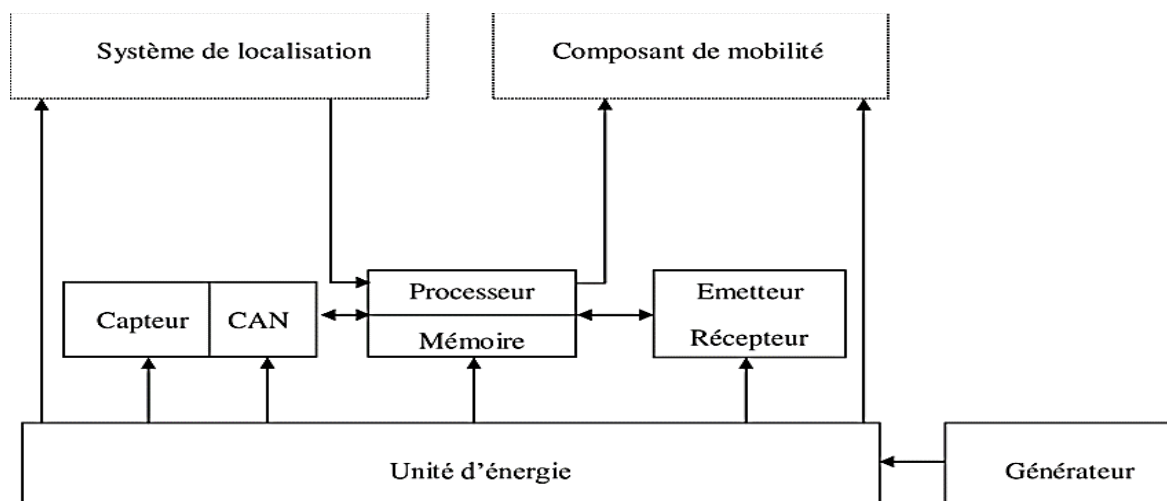 Système de localisation
Composant de mobilité
Capteur
CAN
Processeur
Mémoire
Emetteur
Récepteur
Unité d'énergie
Générateur